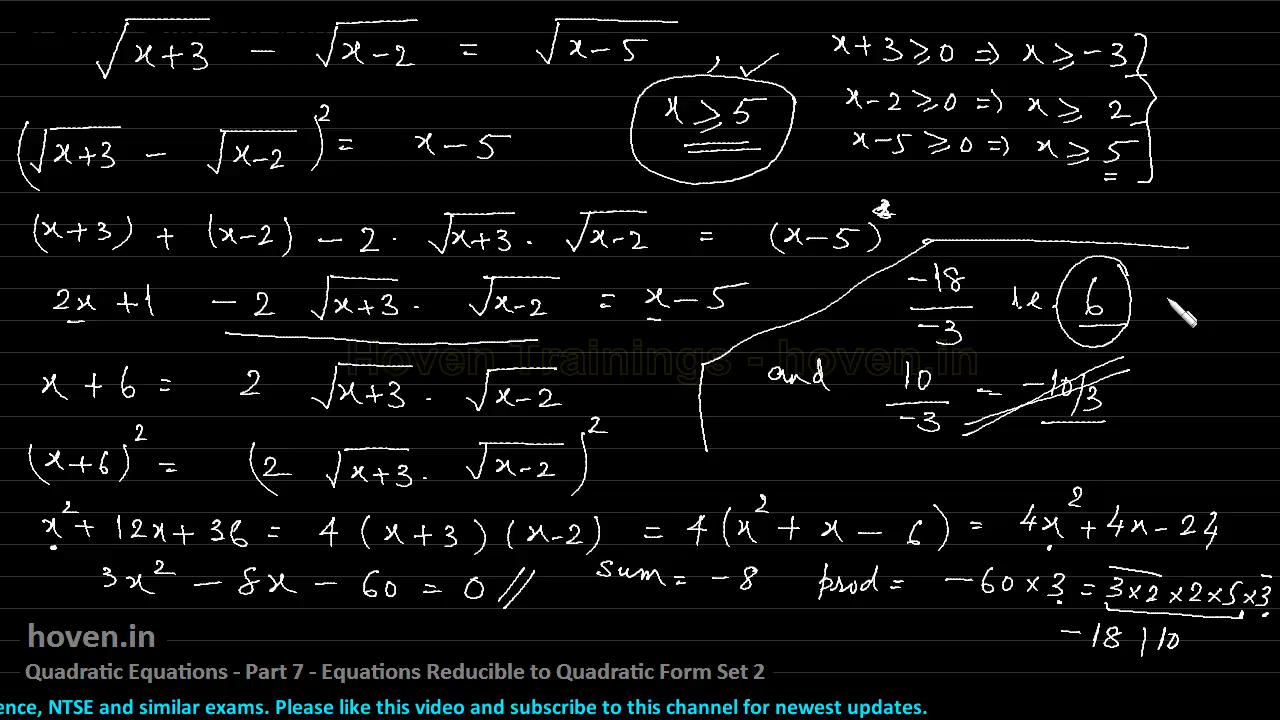 √(x+3) − √(x−2) = √(x−5)
x+3 ≥ 0 ⇒ x ≥ −3
x−2 ≥ 0 ⇒ x ≥ 2
x−5 ≥ 0 ⇒ x ≥ 5
, ✓
x ≥ 5
(√(x+3) − √(x−2))² = x−5
(x+3) + (x−2) − 2 · √(x+3) · √(x−2) = (x−5)
2x + 1 − 2 √(x+3) · √(x−2) = x − 5
−18/−3 ie. 6
Hoven Trainings - hoven.in
and 10/−3 = −10/3
x + 6 = 2 √(x+3) · √(x−2)
(x+6)² = (2 √(x+3) · √(x−2))²
x² + 12x + 36 = 4 (x+3) (x−2) = 4(x² + x − 6) = 4x² + 4x − 24
3x² − 8x − 60 = 0 //
sum = −8 prod = −60 × 3 = 3×2×2×5×3
−18 | 10
hoven.in
Quadratic Equations - Part 7 - Equations Reducible to Quadratic Form Set 2
ence, NTSE and similar exams. Please like this video and subscribe to this channel for newest updates.